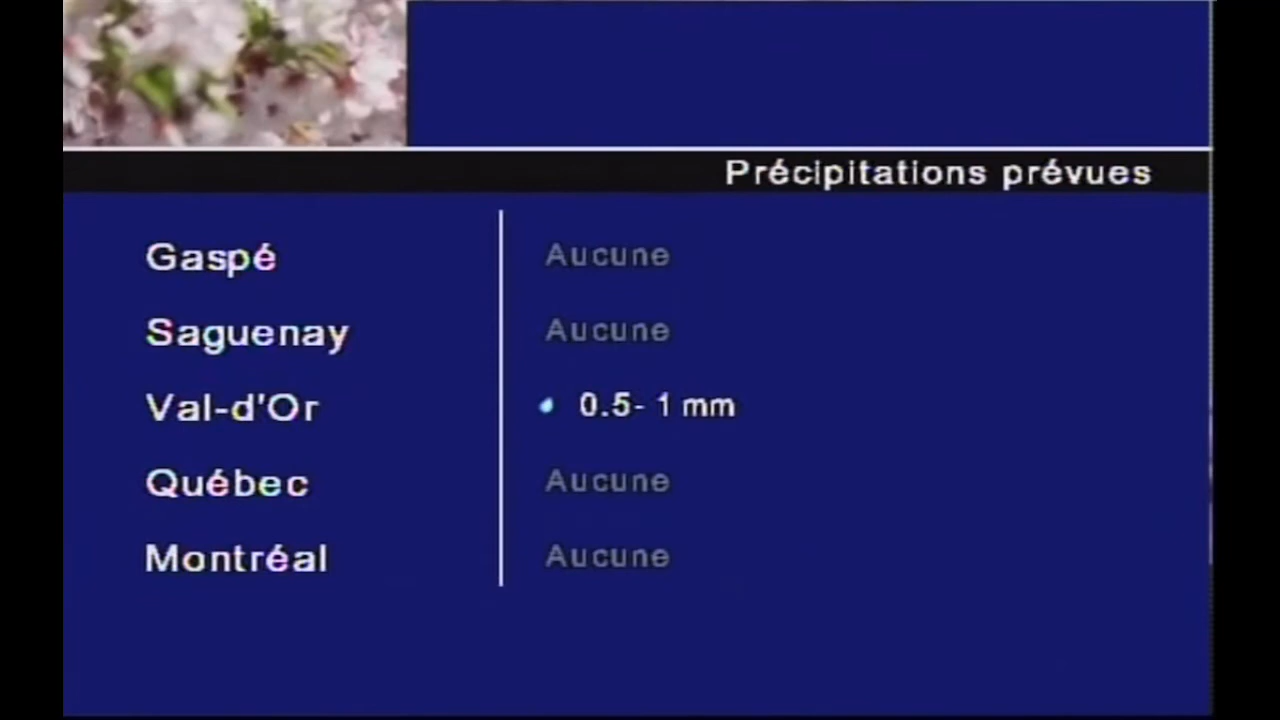 Précipitations prévues
Gaspé Aucune
Saguenay Aucune
Val-d'Or 0.5- 1 mm
Québec Aucune
Montréal Aucune